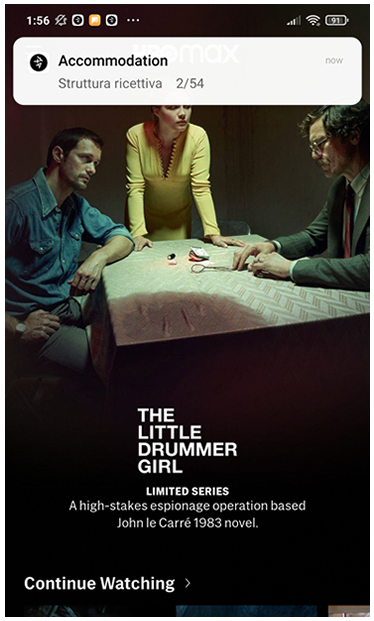 1:56
91
Accommodation
now
Struttura ricettiva 2/54
THE
LITTLE
DRUMMER
GIRL
LIMITED SERIES
A high-stakes espionage operation based
John le Carré 1983 novel.
Continue Watching